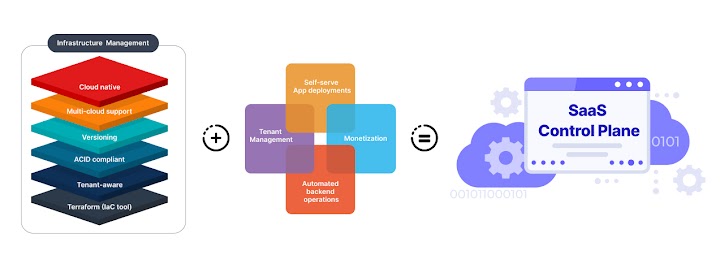 Infrastructure Management
Cloud native
Multi-cloud support
Versioning
ACID compliant
Tenant-aware
Terraform (IaC tool)
+
Self-serve
App deployments
Tenant
Management
Monetization
Automated
backend
operations
=
SaaS
Control Plane
0101
001011000101